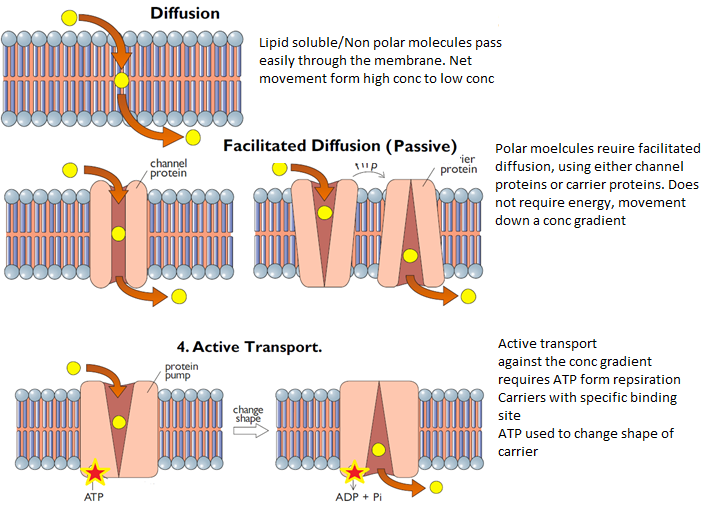 Diffusion
Lipid soluble/Non polar molecules pass
easily through the membrane. Net
movement form high conc to low conc
Facilitated Diffusion (Passive)
channel
protein
protein
Polar moelcules reuire facilitated
diffusion, using either channel
proteins or carrier proteins. Does
not require energy, movement
down a conc gradient
4. Active Transport.
protein
pump
change
shape
ATP
ADP + Pi
Active transport
against the conc gradient
requires ATP form repsiration
Carriers with specific binding
site
ATP used to change shape of
carrier